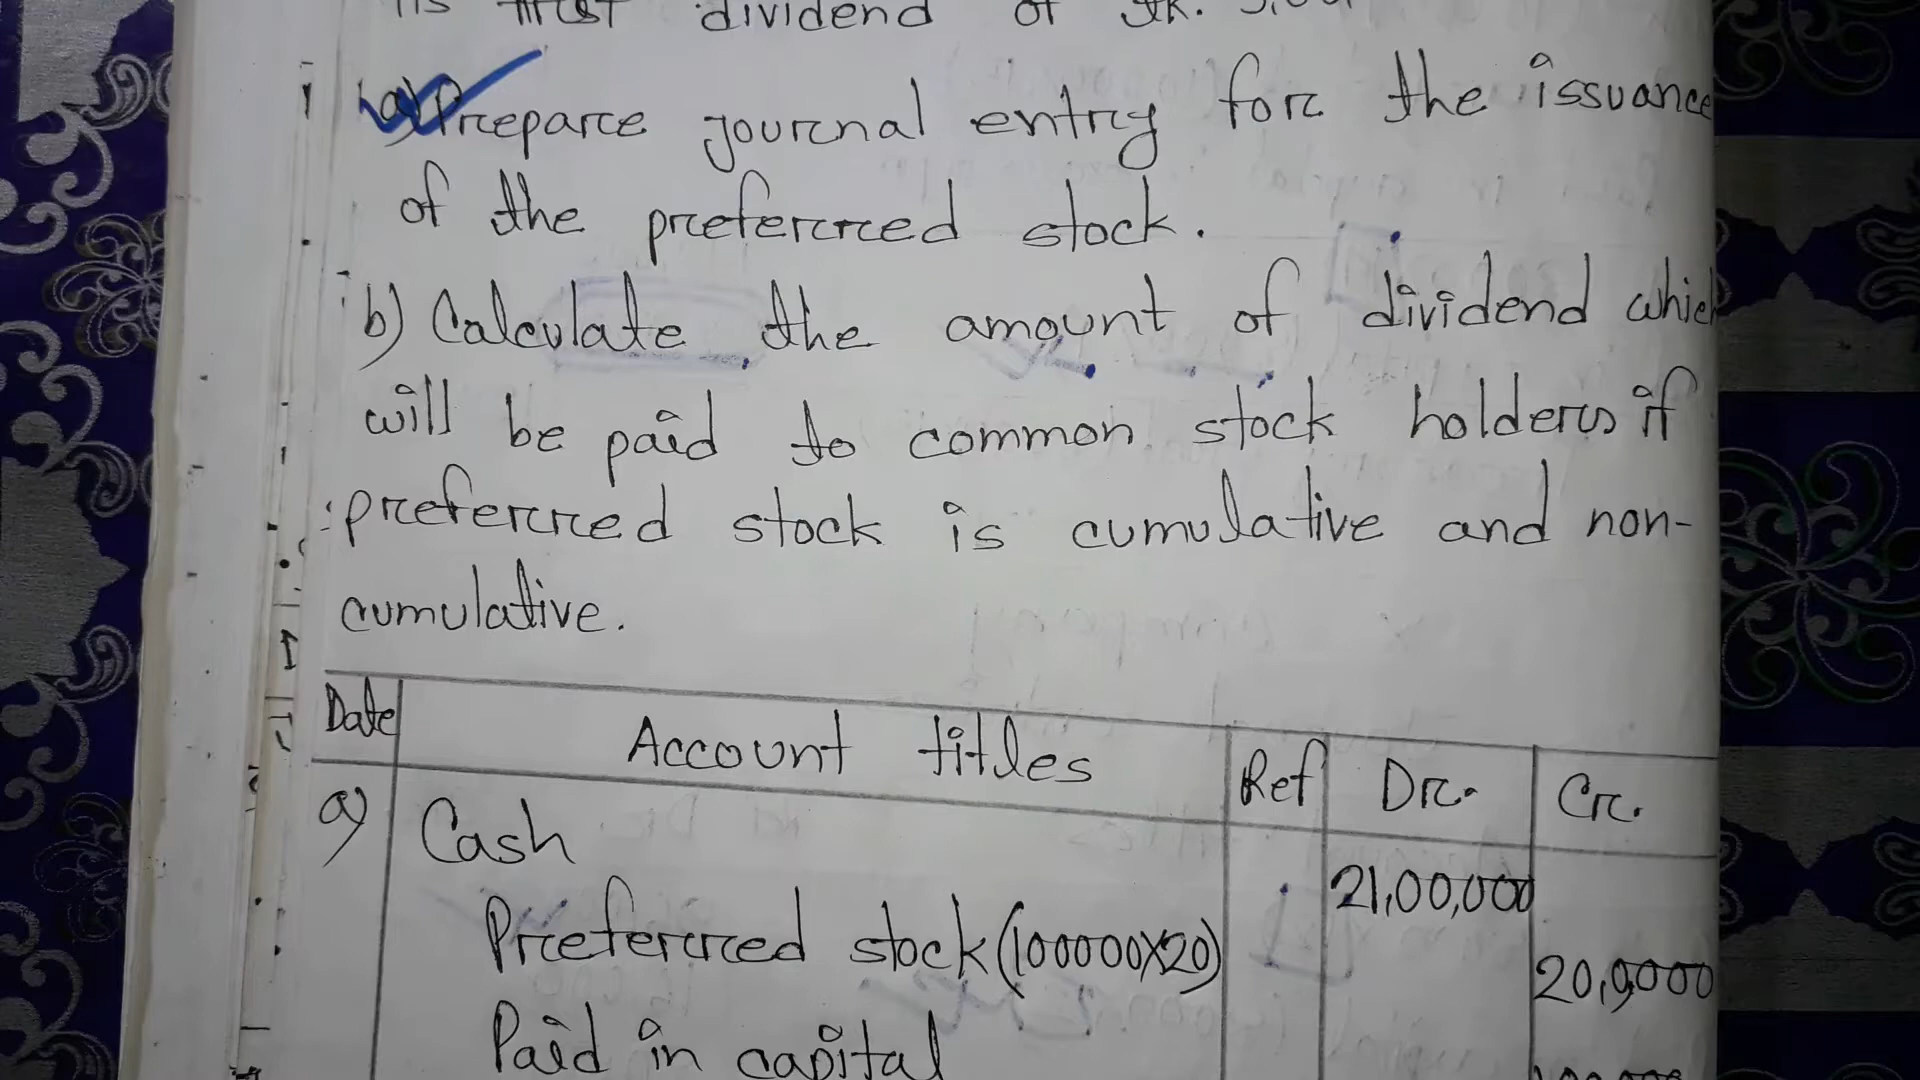 first dividend of TK.
a) Prepare journal entry for the issuance
of the preferred stock.
b) Calculate the amount of dividend which
will be paid to common stock holders if
preferred stock is cumulative and non-
cumulative.
Date Account titles Ref Dr. Cr.
a) Cash 21,00,000
Preferred stock (100000X20) 20,0000
Paid in capital